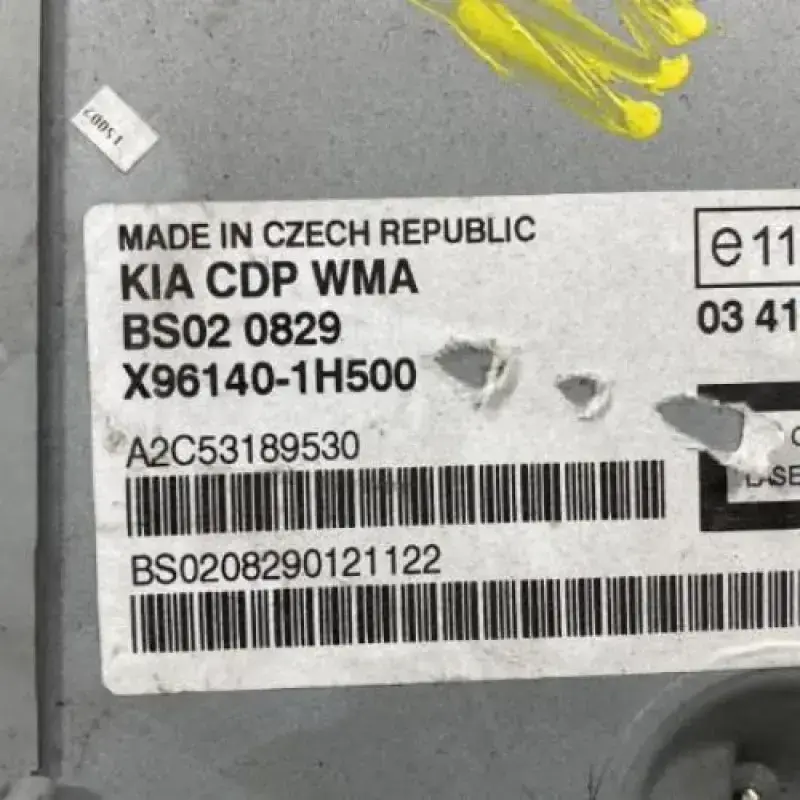 MADE IN CZECH REPUBLIC
KIA CDP WMA
BS02 0829
X96140-1H500
A2C53189530
BS0208290121122
e11
03 41